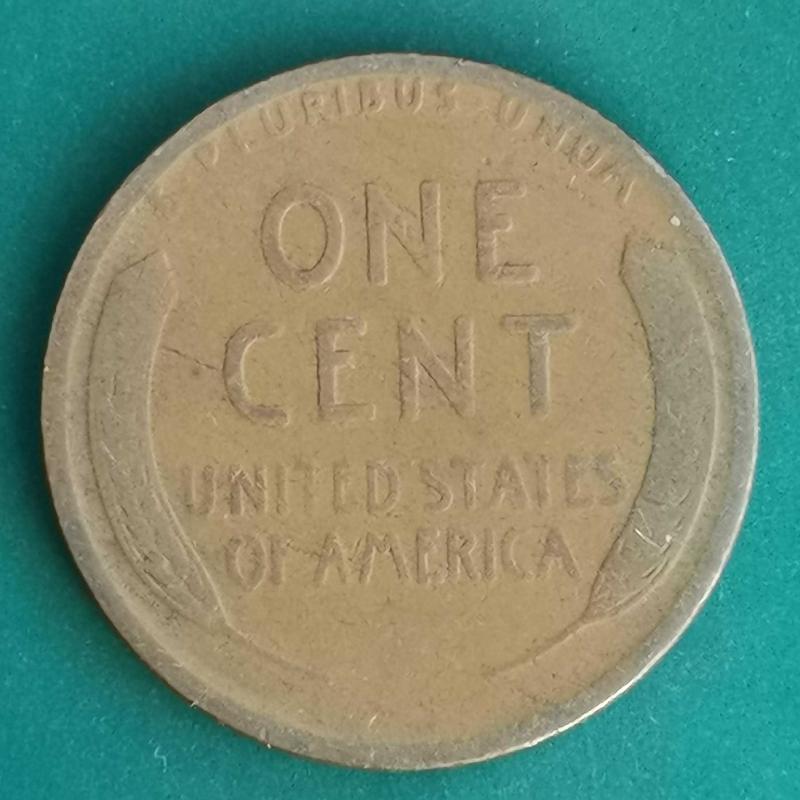 E PLURIBUS UNUM
ONE
CENT
UNITED STATES
OF AMERICA